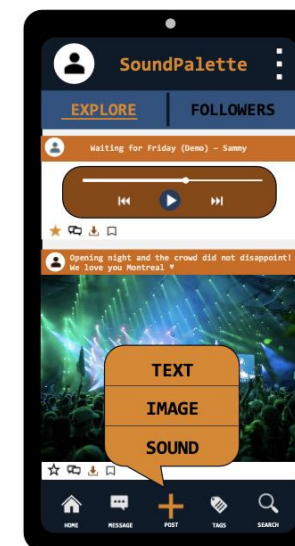 SoundPalette
EXPLORE FOLLOWERS
Waiting for Friday (Demo) – Sammy
Opening night and the crowd did not disappoint!
We love you Montreal ♥
TEXT
IMAGE
SOUND
HOME MESSAGE POST TAGS SEARCH